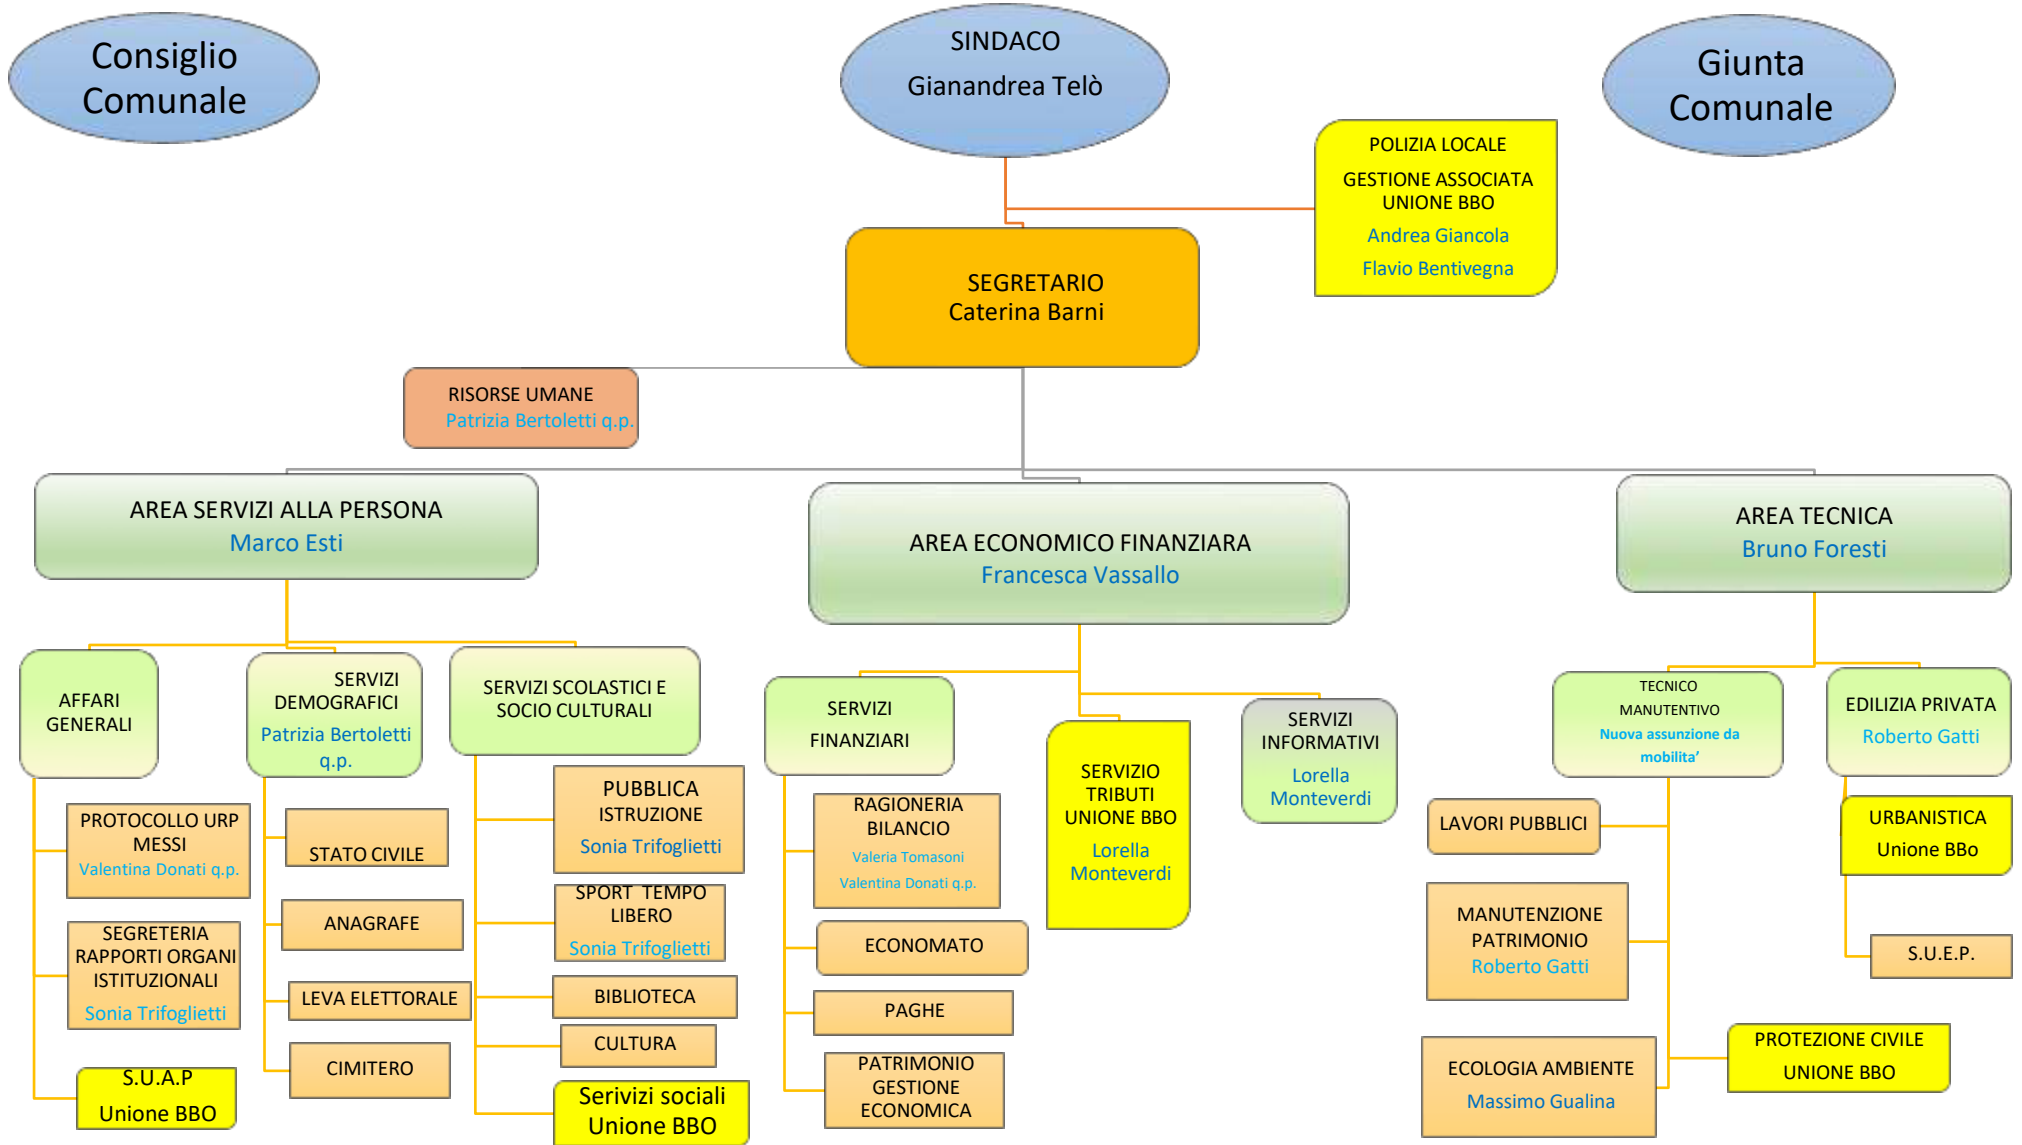 Consiglio
Comunale
SINDACO
Gianandrea Telò
Giunta
Comunale
POLIZIA LOCALE
GESTIONE ASSOCIATA
UNIONE BBO
Andrea Giancola
Flavio Bentivegna
SEGRETARIO
Caterina Barni
RISORSE UMANE
Patrizia Bertoletti q.p.
AREA SERVIZI ALLA PERSONA
Marco Esti
AREA ECONOMICO FINANZIARA
Francesca Vassallo
AREA TECNICA
Bruno Foresti
AFFARI
GENERALI
SERVIZI
DEMOGRAFICI
Patrizia Bertoletti
q.p.
SERVIZI SCOLASTICI E
SOCIO CULTURALI
SERVIZI
FINANZIARI
SERVIZIO
TRIBUTI
UNIONE BBO
Lorella
Monteverdi
SERVIZI
INFORMATIVI
Lorella
Monteverdi
TECNICO
MANUTENTIVO
Nuova assunzione da
mobilita’
EDILIZIA PRIVATA
Roberto Gatti
PROTOCOLLO URP
MESSI
Valentina Donati q.p.
SEGRETERIA
RAPPORTI ORGANI
ISTITUZIONALI
Sonia Trifoglietti
S.U.A.P
Unione BBO
STATO CIVILE
ANAGRAFE
LEVA ELETTORALE
CIMITERO
PUBBLICA
ISTRUZIONE
Sonia Trifoglietti
SPORT TEMPO
LIBERO
Sonia Trifoglietti
BIBLIOTECA
CULTURA
Serivizi sociali
Unione BBO
RAGIONERIA
BILANCIO
Valeria Tomasoni
Valentina Donati q.p.
ECONOMATO
PAGHE
PATRIMONIO
GESTIONE
ECONOMICA
LAVORI PUBBLICI
MANUTENZIONE
PATRIMONIO
Roberto Gatti
ECOLOGIA AMBIENTE
Massimo Gualina
PROTEZIONE CIVILE
UNIONE BBO
URBANISTICA
Unione BBo
S.U.E.P.